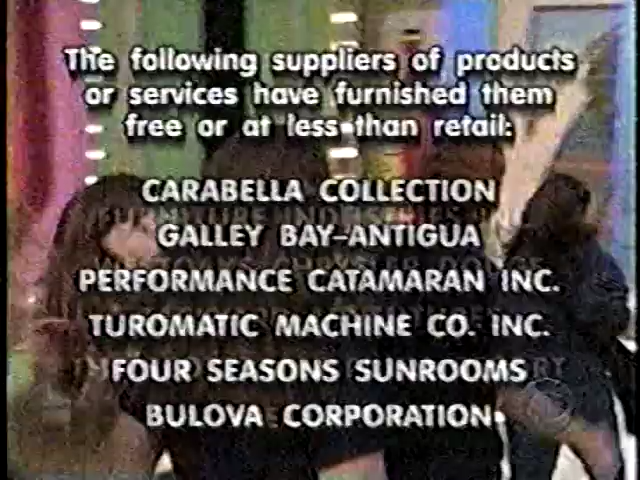 The following suppliers of products
or services have furnished them
free or at less than retail:
CARABELLA COLLECTION
GALLEY BAY-ANTIGUA
PERFORMANCE CATAMARAN INC.
TUROMATIC MACHINE CO. INC.
FOUR SEASONS SUNROOMS
BULOVA CORPORATION